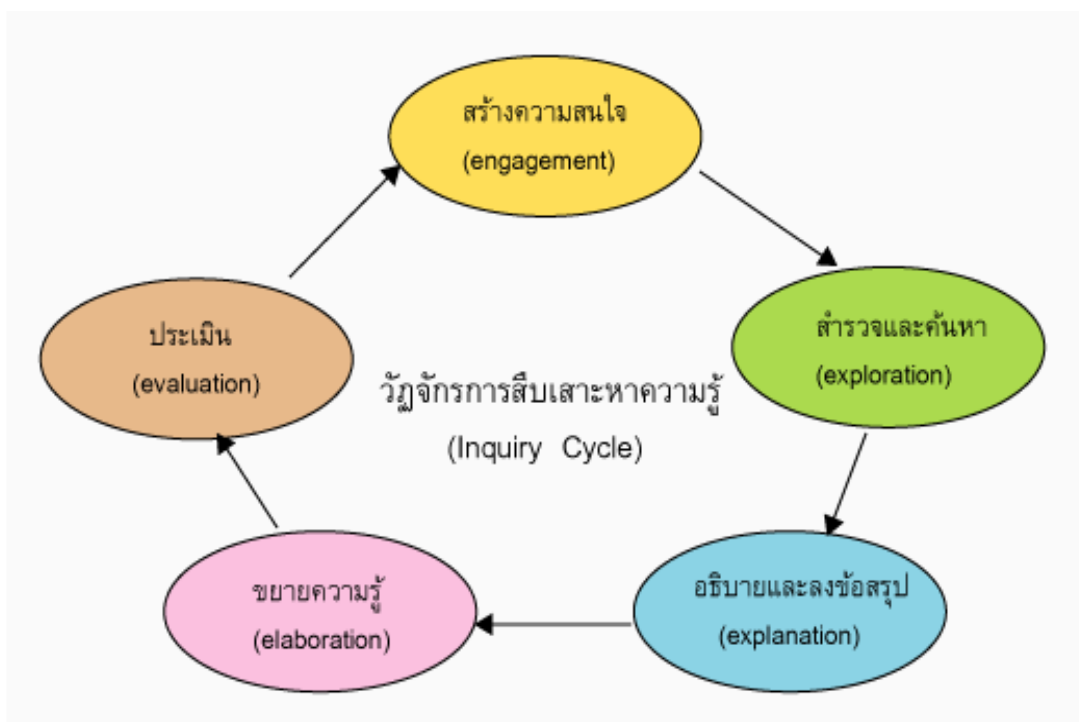 สร้างความสนใจ
(engagement)
สำรวจและค้นหา
(exploration)
อธิบายและลงข้อสรุป
(explanation)
ขยายความรู้
(elaboration)
ประเมิน
(evaluation)
วัฏจักรการสืบเสาะหาความรู้
(Inquiry Cycle)